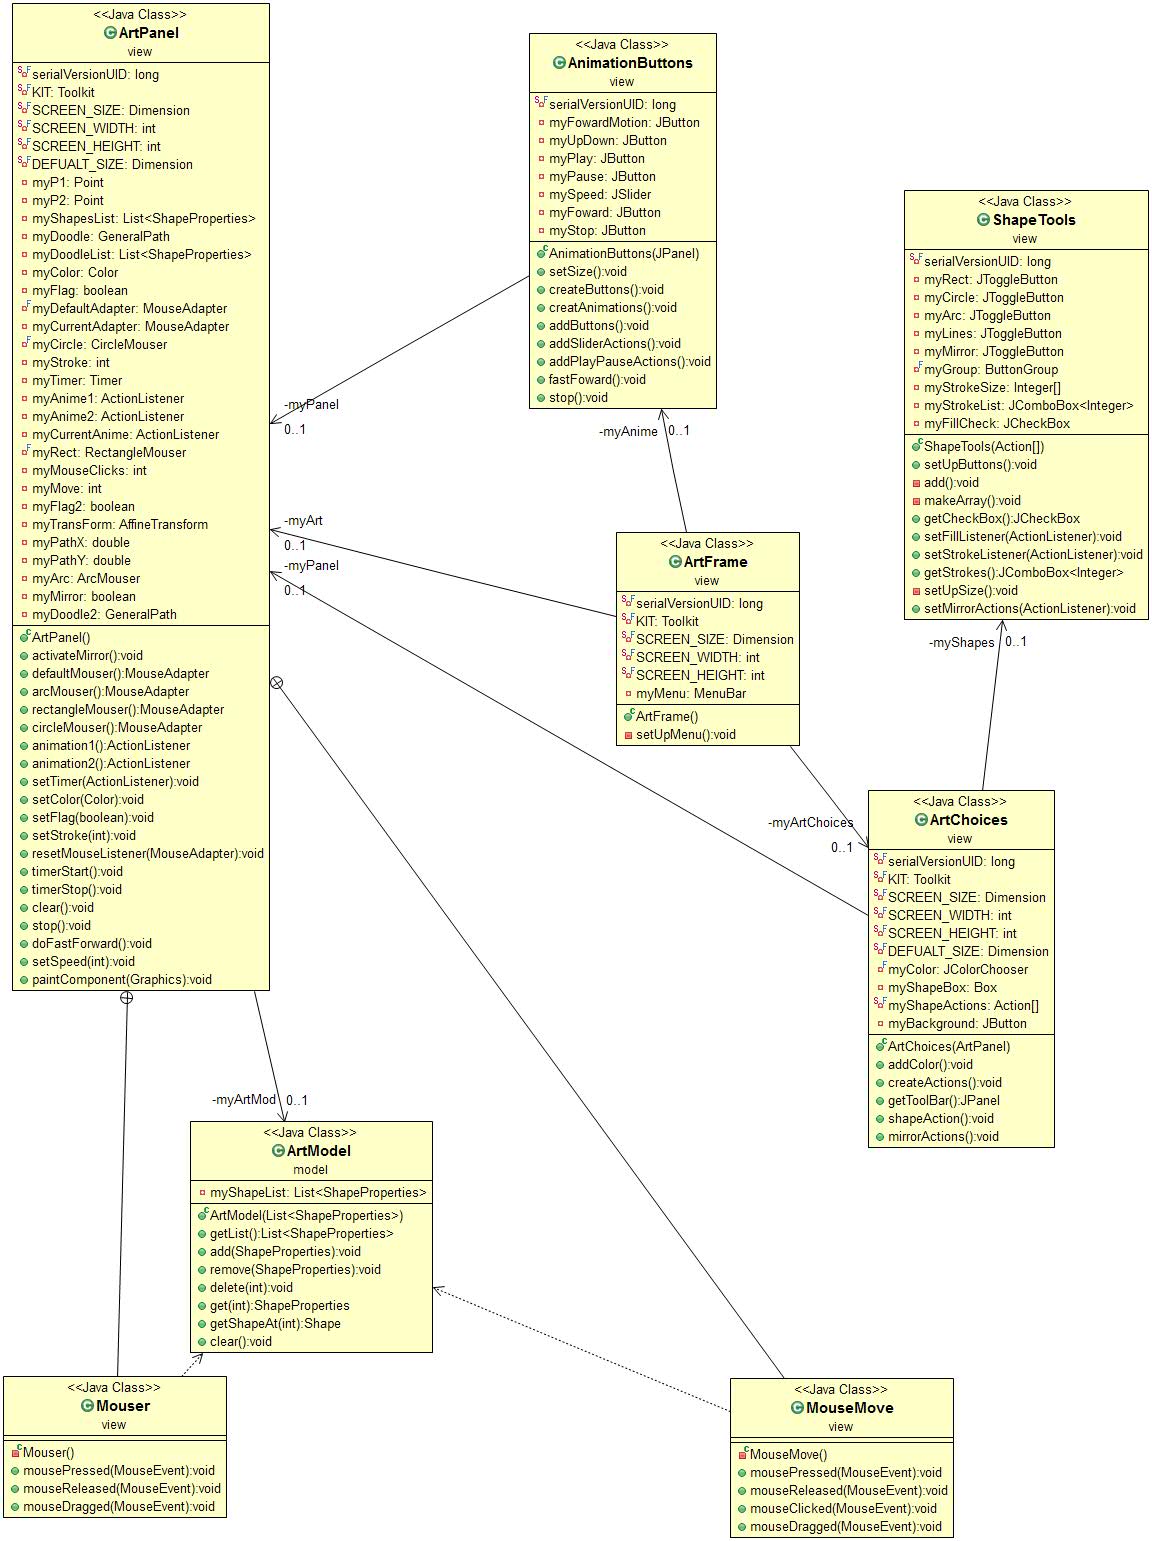 <<Java Class>>
ArtPanel
view
serialVersionUID: long
KIT: Toolkit
SCREEN_SIZE: Dimension
SCREEN_WIDTH: int
SCREEN_HEIGHT: int
DEFUALT_SIZE: Dimension
myP1: Point
myP2: Point
myShapesList: List<ShapeProperties>
myDoodle: GeneralPath
myDoodleList: List<ShapeProperties>
myColor: Color
myFlag: boolean
myDefaultAdapter: MouseAdapter
myCurrentAdapter: MouseAdapter
myCircle: CircleMouser
myStroke: int
myTimer: Timer
myAnime1: ActionListener
myAnime2: ActionListener
myCurrentAnime: ActionListener
myRect: RectangleMouser
myMouseClicks: int
myMove: int
myFlag2: boolean
myTransForm: AffineTransform
myPathX: double
myPathY: double
myArc: ArcMouser
myMirror: boolean
myDoodle2: GeneralPath
ArtPanel()
activateMirror():void
defaultMouser():MouseAdapter
arcMouser():MouseAdapter
rectangleMouser():MouseAdapter
circleMouser():MouseAdapter
animation1():ActionListener
animation2():ActionListener
setTimer(ActionListener):void
setColor(Color):void
setFlag(boolean):void
setStroke(int):void
resetMouseListener(MouseAdapter):void
timerStart():void
timerStop():void
clear():void
stop():void
doFastForward():void
setSpeed(int):void
paintComponent(Graphics):void
<<Java Class>>
AnimationButtons
view
serialVersionUID: long
myFowardMotion: JButton
myUpDown: JButton
myPlay: JButton
myPause: JButton
mySpeed: JSlider
myFoward: JButton
myStop: JButton
AnimationButtons(JPanel)
setSize():void
createButtons():void
creatAnimations():void
addButtons():void
addSliderActions():void
addPlayPauseActions():void
fastFoward():void
stop():void
<<Java Class>>
ShapeTools
view
serialVersionUID: long
myRect: JToggleButton
myCircle: JToggleButton
myArc: JToggleButton
myLines: JToggleButton
myMirror: JToggleButton
myGroup: ButtonGroup
myStrokeSize: Integer[]
myStrokeList: JComboBox<Integer>
myFillCheck: JCheckBox
ShapeTools(Action[])
setUpButtons():void
add():void
makeArray():void
getCheckBox():JCheckBox
setFillListener(ActionListener):void
setStrokeListener(ActionListener):void
getStrokes():JComboBox<Integer>
setUpSize():void
setMirrorActions(ActionListener):void
-myPanel
0..1
-myAnime 0..1
-myArt
0..1
-myPanel
0..1
<<Java Class>>
ArtFrame
view
serialVersionUID: long
KIT: Toolkit
SCREEN_SIZE: Dimension
SCREEN_WIDTH: int
SCREEN_HEIGHT: int
myMenu: MenuBar
ArtFrame()
setUpMenu():void
-myShapes 0..1
-myArtChoices
0..1
<<Java Class>>
ArtChoices
view
serialVersionUID: long
KIT: Toolkit
SCREEN_SIZE: Dimension
SCREEN_WIDTH: int
SCREEN_HEIGHT: int
DEFUALT_SIZE: Dimension
myColor: JColorChooser
myShapeBox: Box
myShapeActions: Action[]
myBackground: JButton
ArtChoices(ArtPanel)
addColor():void
createActions():void
getToolBar():JPanel
shapeAction():void
mirrorActions():void
-myArtMod 0..1
<<Java Class>>
ArtModel
model
myShapeList: List<ShapeProperties>
ArtModel(List<ShapeProperties>)
getList():List<ShapeProperties>
add(ShapeProperties):void
remove(ShapeProperties):void
delete(int):void
get(int):ShapeProperties
getShapeAt(int):Shape
clear():void
<<Java Class>>
Mouser
view
Mouser()
mousePressed(MouseEvent):void
mouseReleased(MouseEvent):void
mouseDragged(MouseEvent):void
<<Java Class>>
MouseMove
view
MouseMove()
mousePressed(MouseEvent):void
mouseReleased(MouseEvent):void
mouseClicked(MouseEvent):void
mouseDragged(MouseEvent):void